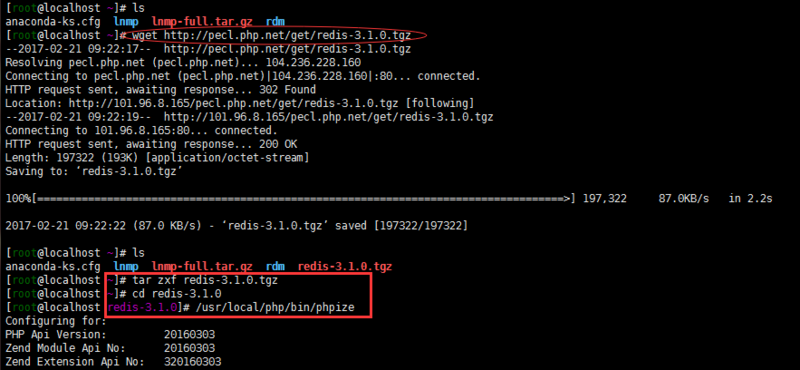 [root@localhost ~]# ls
anaconda-ks.cfg lnmp lnmp-full.tar.gz rdm
[root@localhost ~]# wget http://pecl.php.net/get/redis-3.1.0.tgz
--2017-02-21 09:22:17-- http://pecl.php.net/get/redis-3.1.0.tgz
Resolving pecl.php.net (pecl.php.net)... 104.236.228.160
Connecting to pecl.php.net (pecl.php.net)|104.236.228.160|:80... connected.
HTTP request sent, awaiting response... 302 Found
Location: http://101.96.8.165/pecl.php.net/get/redis-3.1.0.tgz [following]
--2017-02-21 09:22:19-- http://101.96.8.165/pecl.php.net/get/redis-3.1.0.tgz
Connecting to 101.96.8.165:80... connected.
HTTP request sent, awaiting response... 200 OK
Length: 197322 (193K) [application/octet-stream]
Saving to: ‘redis-3.1.0.tgz’
100%[===================================================================================>] 197,322 87.0KB/s in 2.2s
2017-02-21 09:22:22 (87.0 KB/s) - ‘redis-3.1.0.tgz’ saved [197322/197322]
[root@localhost ~]# ls
anaconda-ks.cfg lnmp lnmp-full.tar.gz rdm redis-3.1.0.tgz
[root@localhost ~]# tar zxf redis-3.1.0.tgz
[root@localhost ~]# cd redis-3.1.0
[root@localhost redis-3.1.0]# /usr/local/php/bin/phpize
Configuring for:
PHP Api Version: 20160303
Zend Module Api No: 20160303
Zend Extension Api No: 320160303